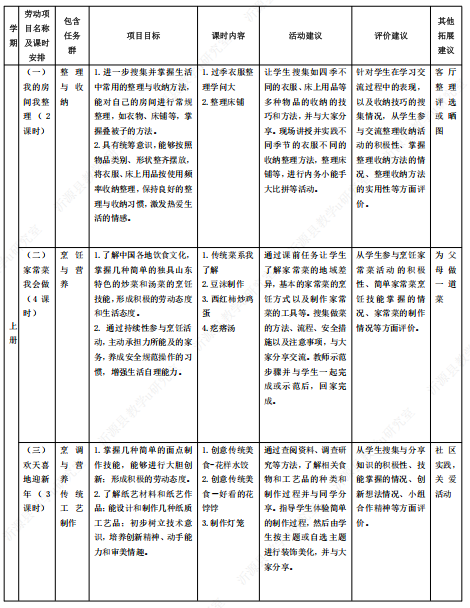 学期
劳动项目名称及课时安排
包含任务群
项目目标
课时内容
活动建议
评价建议
其他拓展建议
上册
（一）
我的房间我整理（2课时）
整理与收纳
1.进一步搜集并掌握生活
中常用的整理与收纳方法，
能对自己的房间进行常规
整理，如衣物、床铺等，掌
握叠被子的方法。
2.具有统筹意识，能够按照
物品类别、形状整齐摆放，
将衣服、床上用品按使用频
率收纳整理，保持良好的整
理与收纳习惯，激发热爱生
活的情感。
1.过季衣服整
理学问大
2.整理床铺
让学生搜集如四季不
同的衣服、床上用品等
多种物品的收纳的技
巧和方法，并与大家分
享。现场讲授并实践不
同季节的衣服不同的
收纳整理方法，整理床
铺等，进行内务小能手
大比拼等活动。
针对学生在学习交
流过程中的表现，
以及收纳技巧的搜
集情况，从学生参
与交流整理收纳活
动的积极性、掌握
整理收纳方法的情
况、整理收纳方法
的实用性等方面评
价。
客厅整理评选或晒图
（二）
家常菜我会做（4课时）
烹饪与营养
1.了解中国各地饮食文化，
掌握几种简单的独具山东
特色的炒菜和汤菜的烹饪
技能，形成积极的劳动态度
和生活态度。
2. 通过持续性参与烹饪活
动，主动承担力所能及的家
务，养成安全规范操作的习
惯，增强生活自理能力。
1.传统菜系我
了解
2.豆沫制作
3.西红柿炒鸡
蛋
4.疙瘩汤
通过课前任务让学生
了解家常菜的地域差
异，基本的家常菜的烹
饪方式以及制作家常
菜的工具等。搜集做菜
的方法、流程、安全措
施以及注意事项，与大
家分享交流。教师示范
步骤并与学生一起完
成或示范后，回家完
成。
从学生参与烹饪家
常菜活动的积极
性、简单家常菜烹
饪技能掌握的情
况、家常菜的制作
情况等方面评价。
为父母做一道菜
（三）
欢天喜地迎新年（3课时）
烹调与营养
传统工艺制作
1.掌握几种简单的面点制
作技能，能够进行大胆创
新；形成积极的劳动态度。
2.了解纸艺材料和纸艺作
品；能设计和制作几种纸质
工艺品；初步树立技术意
识，培养创新精神、动手能
力和审美情趣。
1.创意传统美
食-花样水饺
2.创意传统美
食-好看的花
饽饽
3.制作灯笼
通过查阅资料、调查研
究等方法，了解相关食
物和工艺品的种类和
制作过程并与同学分
享。指导学生体验简单
的制作过程，然后由学
生按主题或自选主题
进行装饰美化，并与大
家分享。
从学生搜集与分享
知识的积极性、技
能掌握的情况、创
新想法情况、小组
合作精神等方面评
价。
社区实践，关爱活动